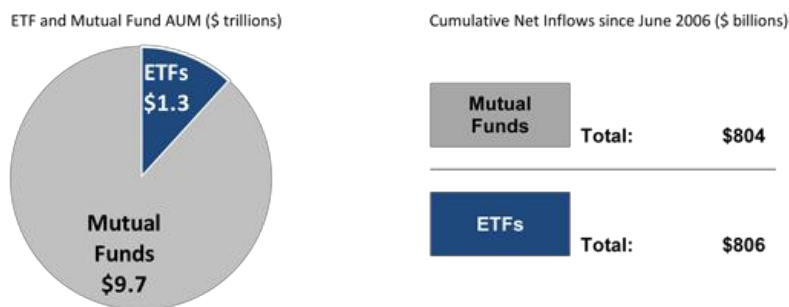 ETF and Mutual Fund AUM ($ trillions)
ETFs
$1.3
Mutual
Funds
$9.7
Cumulative Net Inflows since June 2006 ($ billions)
Mutual
Funds
Total: $804
ETFs
Total: $806